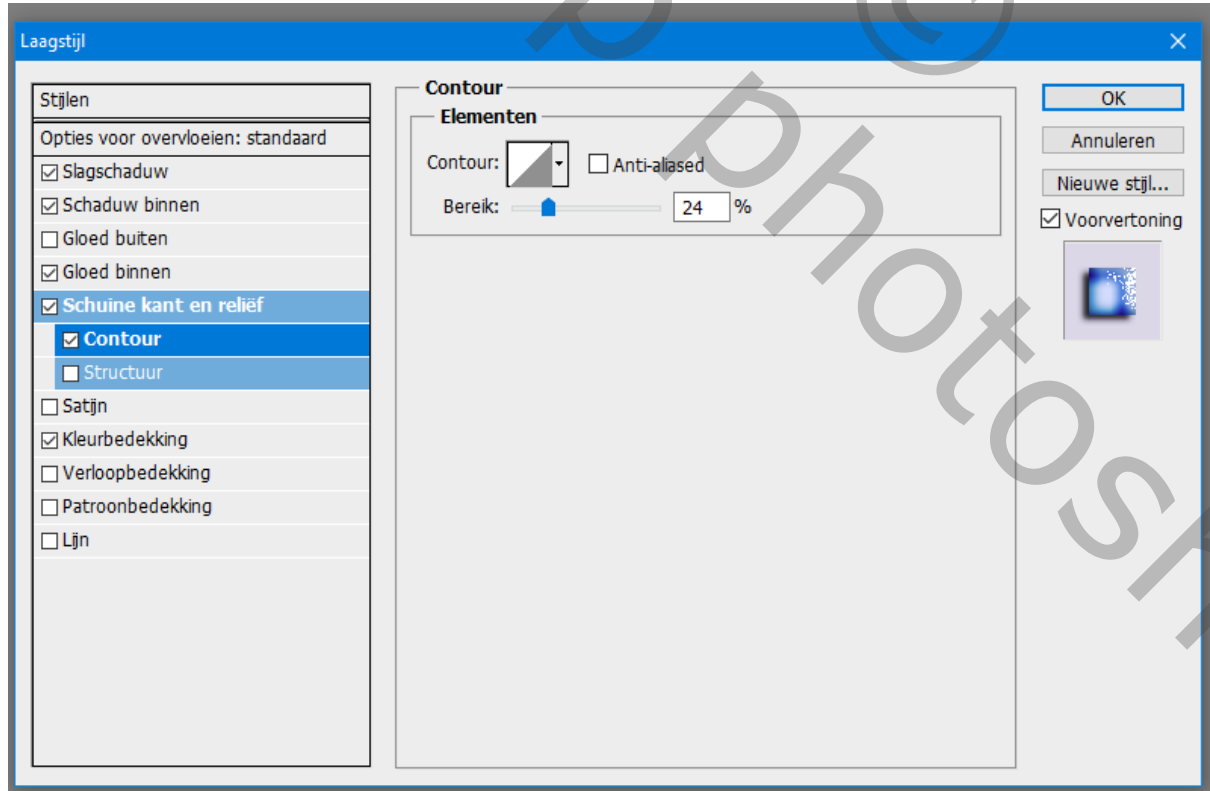 Laagstijl
Stijlen
Opties voor overvloeien: standaard
Slagschaduw
Schaduw binnen
Gloed buiten
Gloed binnen
Schuine kant en reliëf
Contour
Structuur
Satijn
Kleurbedekking
Verloopbedekking
Patroonbedekking
Lijn
Contour
Elementen
Contour:
Anti-aliased
Bereik: 24 %
OK
Annuleren
Nieuwe stijl...
Voorvertoning